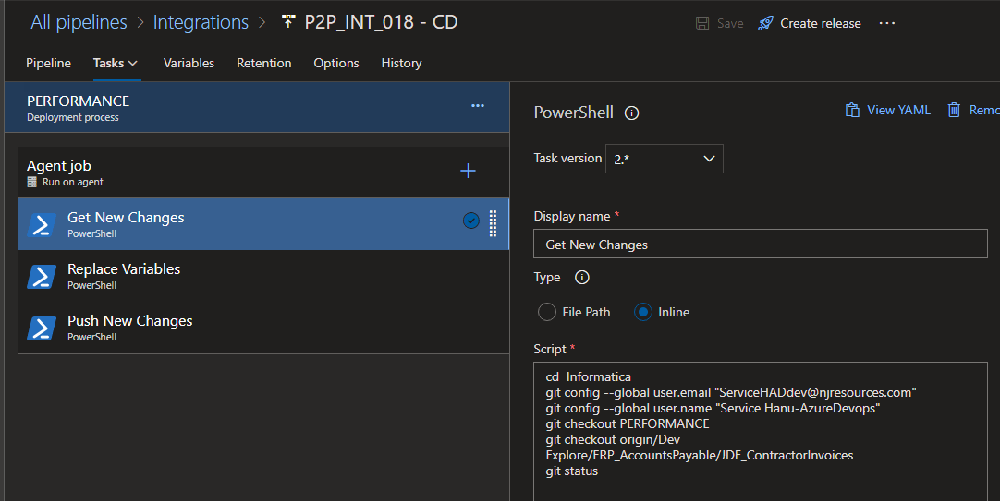 All pipelines > Integrations > P2P_INT_018 - CD
Save Create release ...
Pipeline Tasks Variables Retention Options History
PERFORMANCE
Deployment process
...
Agent job
Run on agent
Get New Changes
PowerShell
Replace Variables
PowerShell
Push New Changes
PowerShell
PowerShell
View YAML Remo
Task version 2.*
Display name *
Get New Changes
Type
File Path Inline
Script *
cd  Informatica
git config --global user.email "ServiceHADdev@njresources.com"
git config --global user.name "Service Hanu-AzureDevops"
git checkout PERFORMANCE
git checkout origin/Dev
Explore/ERP_AccountsPayable/JDE_ContractorInvoices
git status